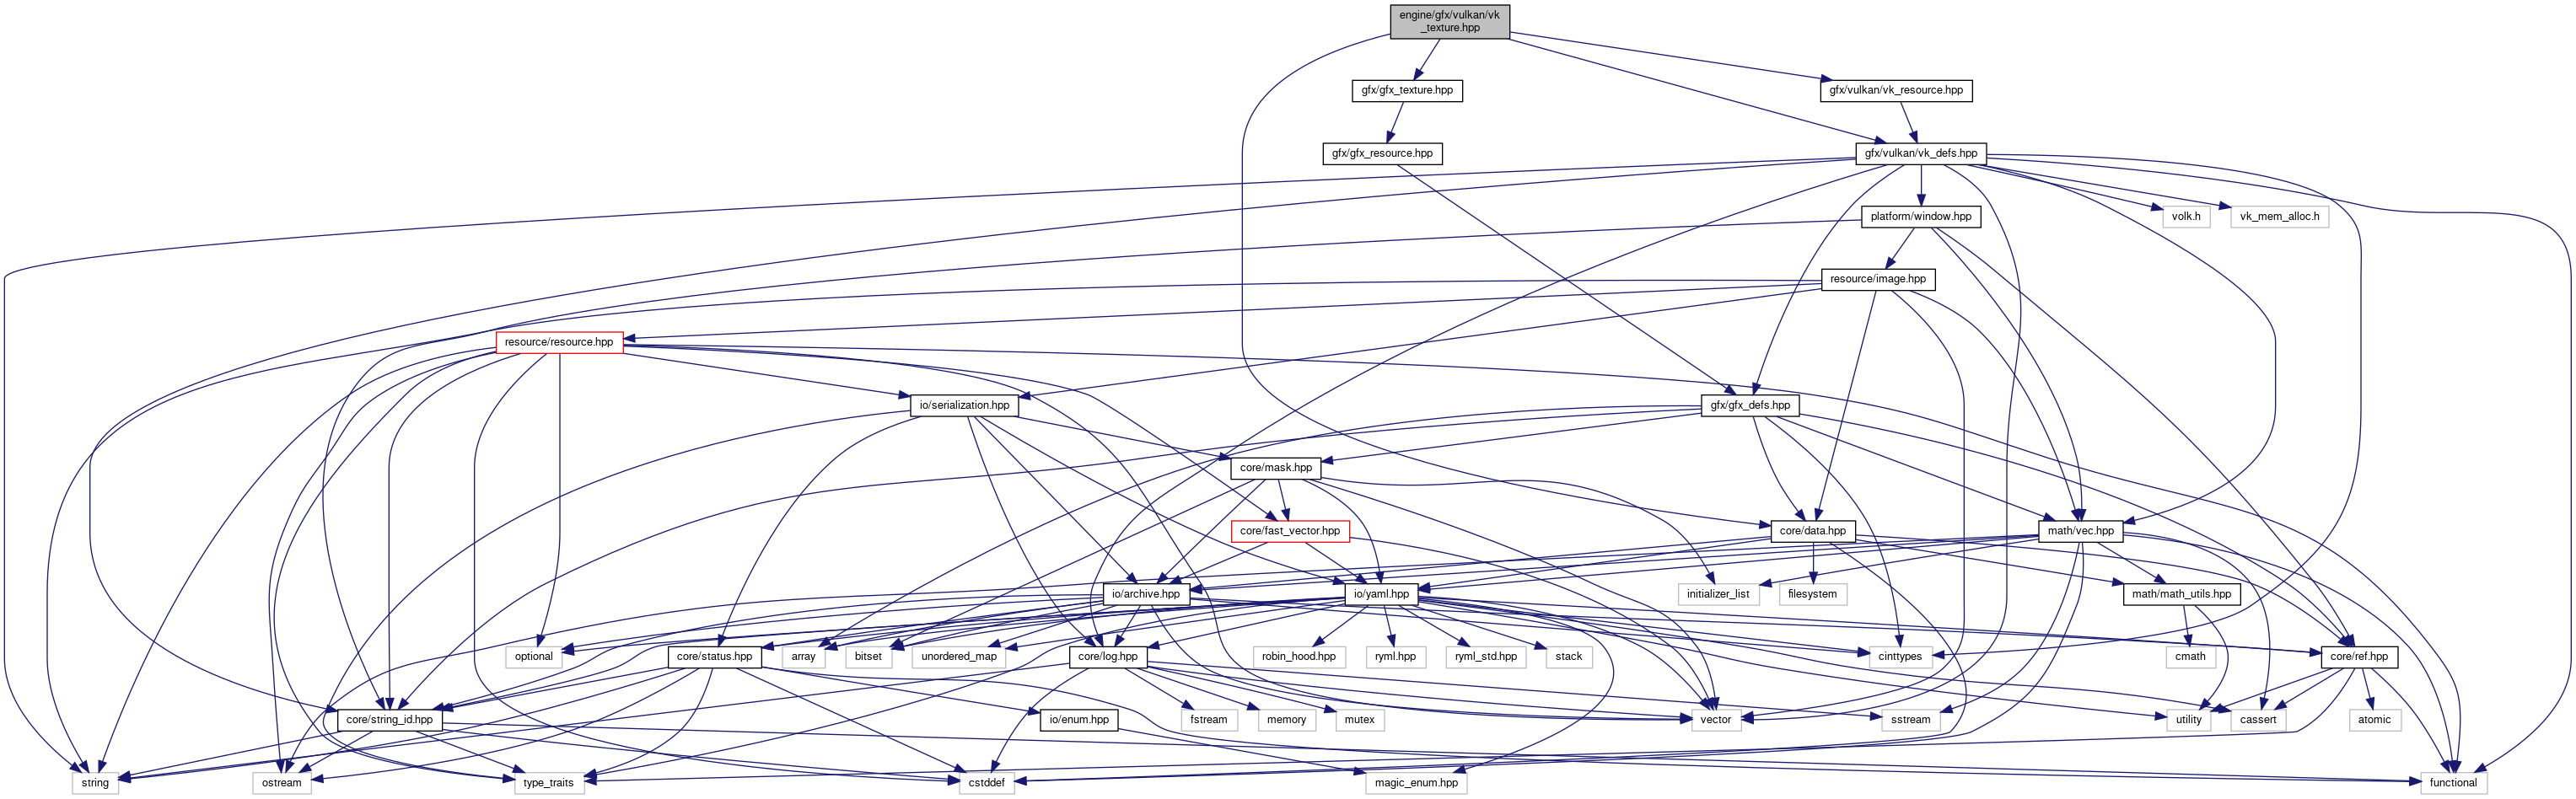 engine/gfx/vulkan/vk
_texture.hpp
gfx/gfx_texture.hpp
gfx/vulkan/vk_resource.hpp
gfx/gfx_resource.hpp
gfx/vulkan/vk_defs.hpp
platform/window.hpp
volk.h
vk_mem_alloc.h
resource/image.hpp
resource/resource.hpp
io/serialization.hpp
gfx/gfx_defs.hpp
core/mask.hpp
core/fast_vector.hpp
core/data.hpp
math/vec.hpp
io/archive.hpp
io/yaml.hpp
initializer_list
filesystem
math/math_utils.hpp
optional
core/status.hpp
array
bitset
unordered_map
core/log.hpp
robin_hood.hpp
ryml.hpp
ryml_std.hpp
stack
cinttypes
cmath
core/ref.hpp
core/string_id.hpp
io/enum.hpp
fstream
memory
mutex
vector
sstream
utility
cassert
atomic
string
ostream
type_traits
cstddef
magic_enum.hpp
functional